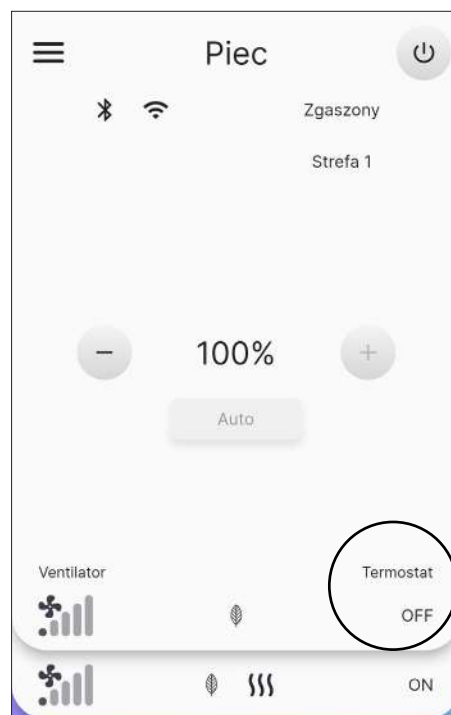 Piec
Zgaszony
Strefa 1
− 100% +
Auto
Ventilator Termostat
OFF
ON